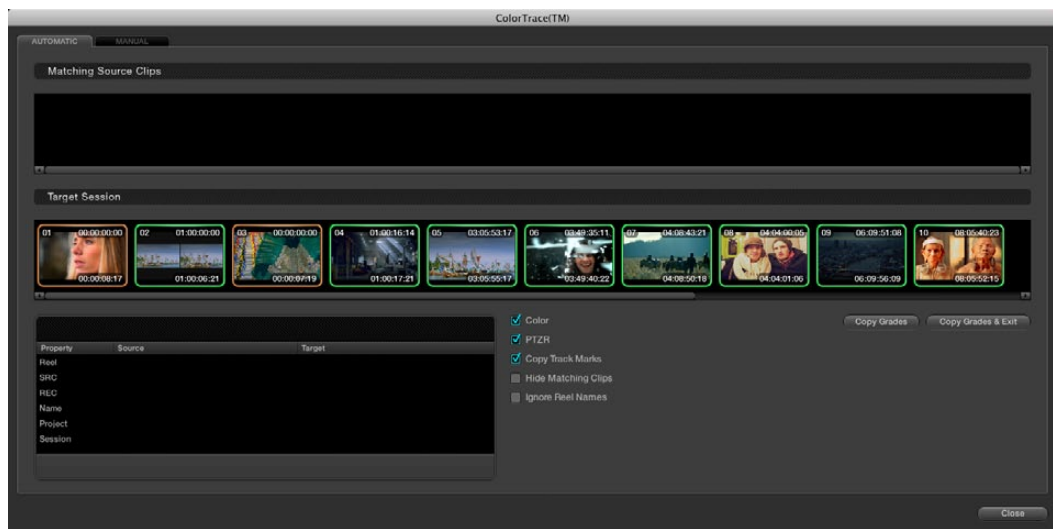 ColorTrace(TM)
AUTOMATIC MANUAL
Matching Source Clips
Target Session
01 00:00:00:00 02 01:00:00:00 03 00:00:00:00 04 01:00:16:14 05 03:05:53:17 06 03:49:35:11 07 04:08:43:21 08 04:04:00:05 09 06:09:51:08 10 08:05:40:23
00:00:08:17 01:00:06:21 00:00:07:19 01:00:17:21 03:05:55:17 03:49:40:22 04:08:50:18 04:04:01:06 06:09:56:09 08:05:52:15
Color Copy Grades Copy Grades & Exit
PTZR
Property Source Target
Copy Track Marks
Reel
SRC Hide Matching Clips
REC Ignore Reel Names
Name
Project
Session
Close